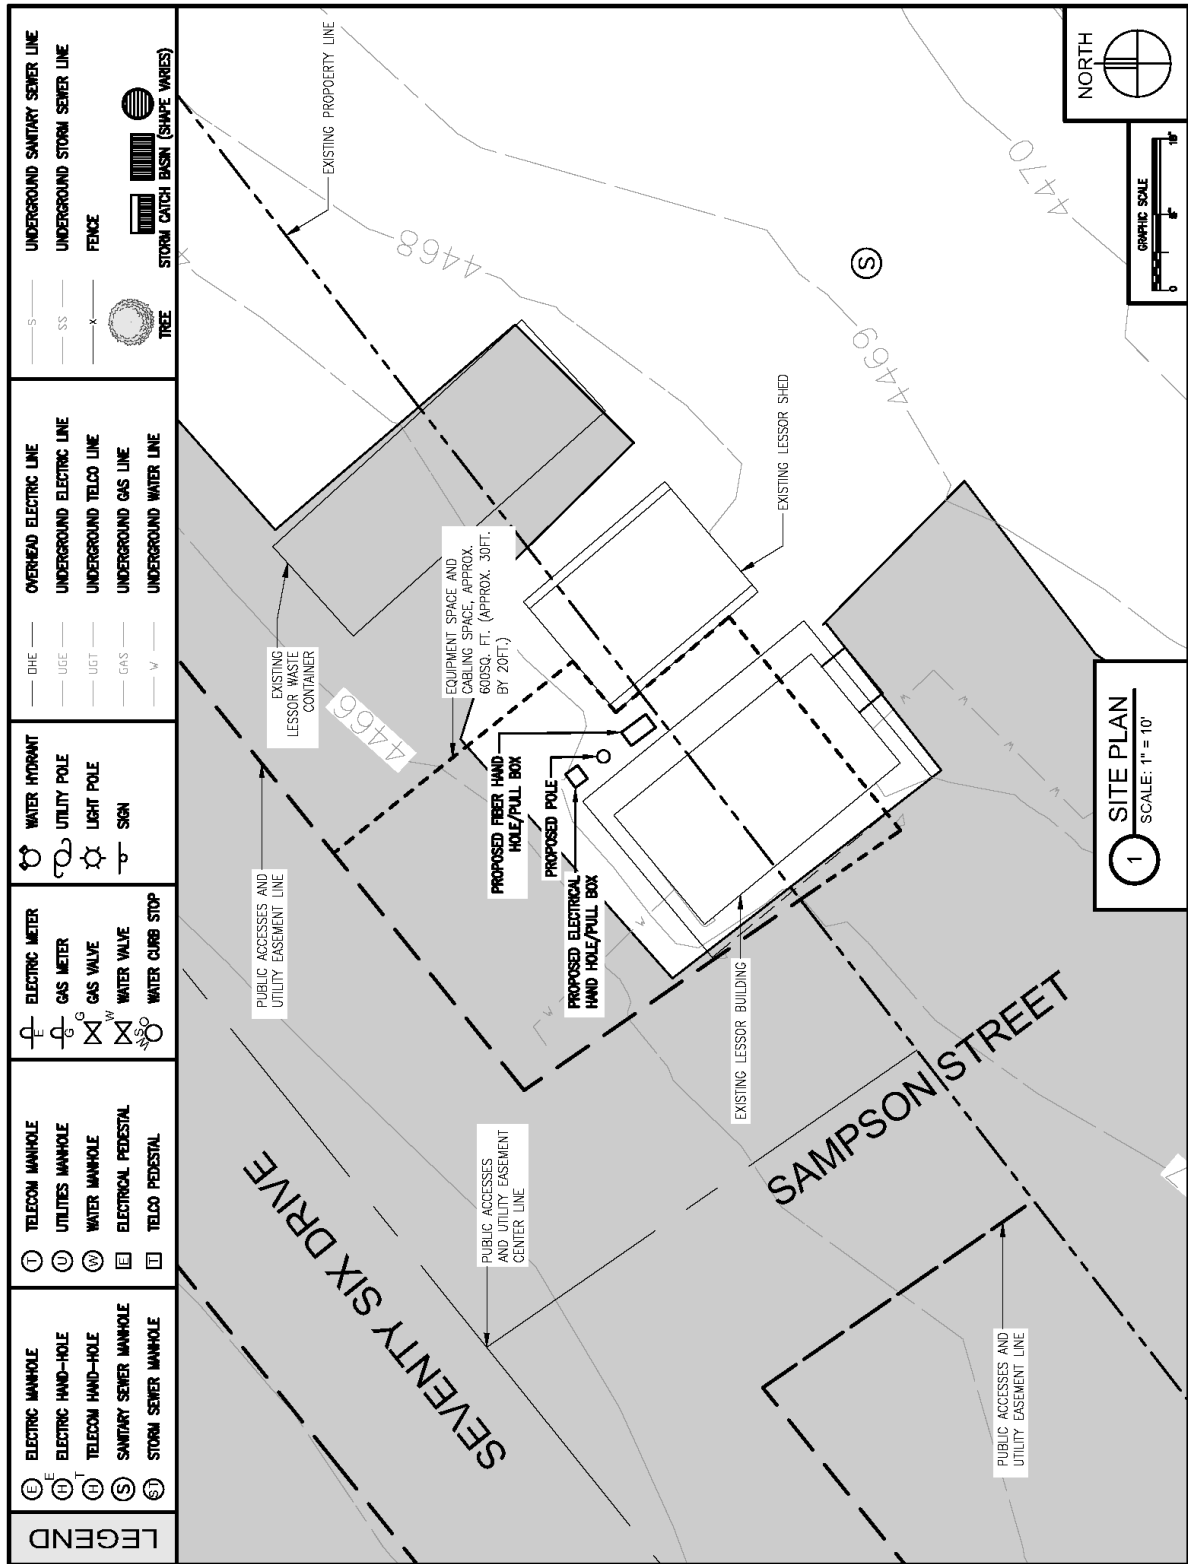 LEGEND
E ELECTRIC MANHOLE
H E ELECTRIC HAND-HOLE
H T TELECOM HAND-HOLE
S SANITARY SEWER MANHOLE
ST STORM SEWER MANHOLE
T TELECOM MANHOLE
U UTILITIES MANHOLE
W WATER MANHOLE
E ELECTRICAL PEDESTAL
T TELCO PEDESTAL
E ELECTRIC METER
G GAS METER
G GAS VALVE
W WATER VALVE
WSO WATER CURB STOP
WATER HYDRANT
UTILITY POLE
LIGHT POLE
SIGN
OHE OVERHEAD ELECTRIC LINE
UGE UNDERGROUND ELECTRIC LINE
UGT UNDERGROUND TELCO LINE
GAS UNDERGROUND GAS LINE
W UNDERGROUND WATER LINE
S UNDERGROUND SANITARY SEWER LINE
SS UNDERGROUND STORM SEWER LINE
X FENCE
TREE
STORM CATCH BASIN (SHAPE VARIES)
EXISTING PROPOERTY LINE
4468
EXISTING
LESSOR WASTE
CONTAINER
EQUIPMENT SPACE AND
CABLING SPACE, APPROX.
600SQ. FT. (APPROX. 30FT.
BY 20FT.)
4466
PUBLIC ACCESSES AND
UTILITY EASEMENT LINE
PROPOSED FIBER HAND
HOLE/PULL BOX
PROPOSED POLE
PROPOSED ELECTRICAL
HAND HOLE/PULL BOX
EXISTING LESSOR SHED
4469
S
4470
W
W
W
W
W
EXISTING LESSOR BUILDING
SEVENTY SIX DRIVE
PUBLIC ACCESSES
AND UTILITY EASEMENT
CENTER LINE
SAMPSON STREET
PUBLIC ACCESSES AND
UTILITY EASEMENT LINE
1
SITE PLAN
SCALE: 1" = 10'
GRAPHIC SCALE
0
NORTH